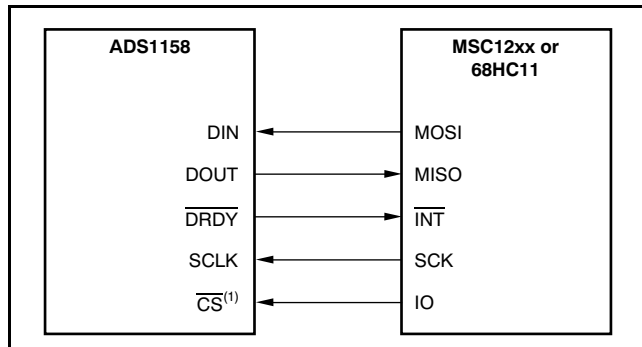 ADS1158
MSC12xx or
68HC11
DIN
MOSI
DOUT
MISO
DRDY
INT
SCLK
SCK
CS(1)
IO